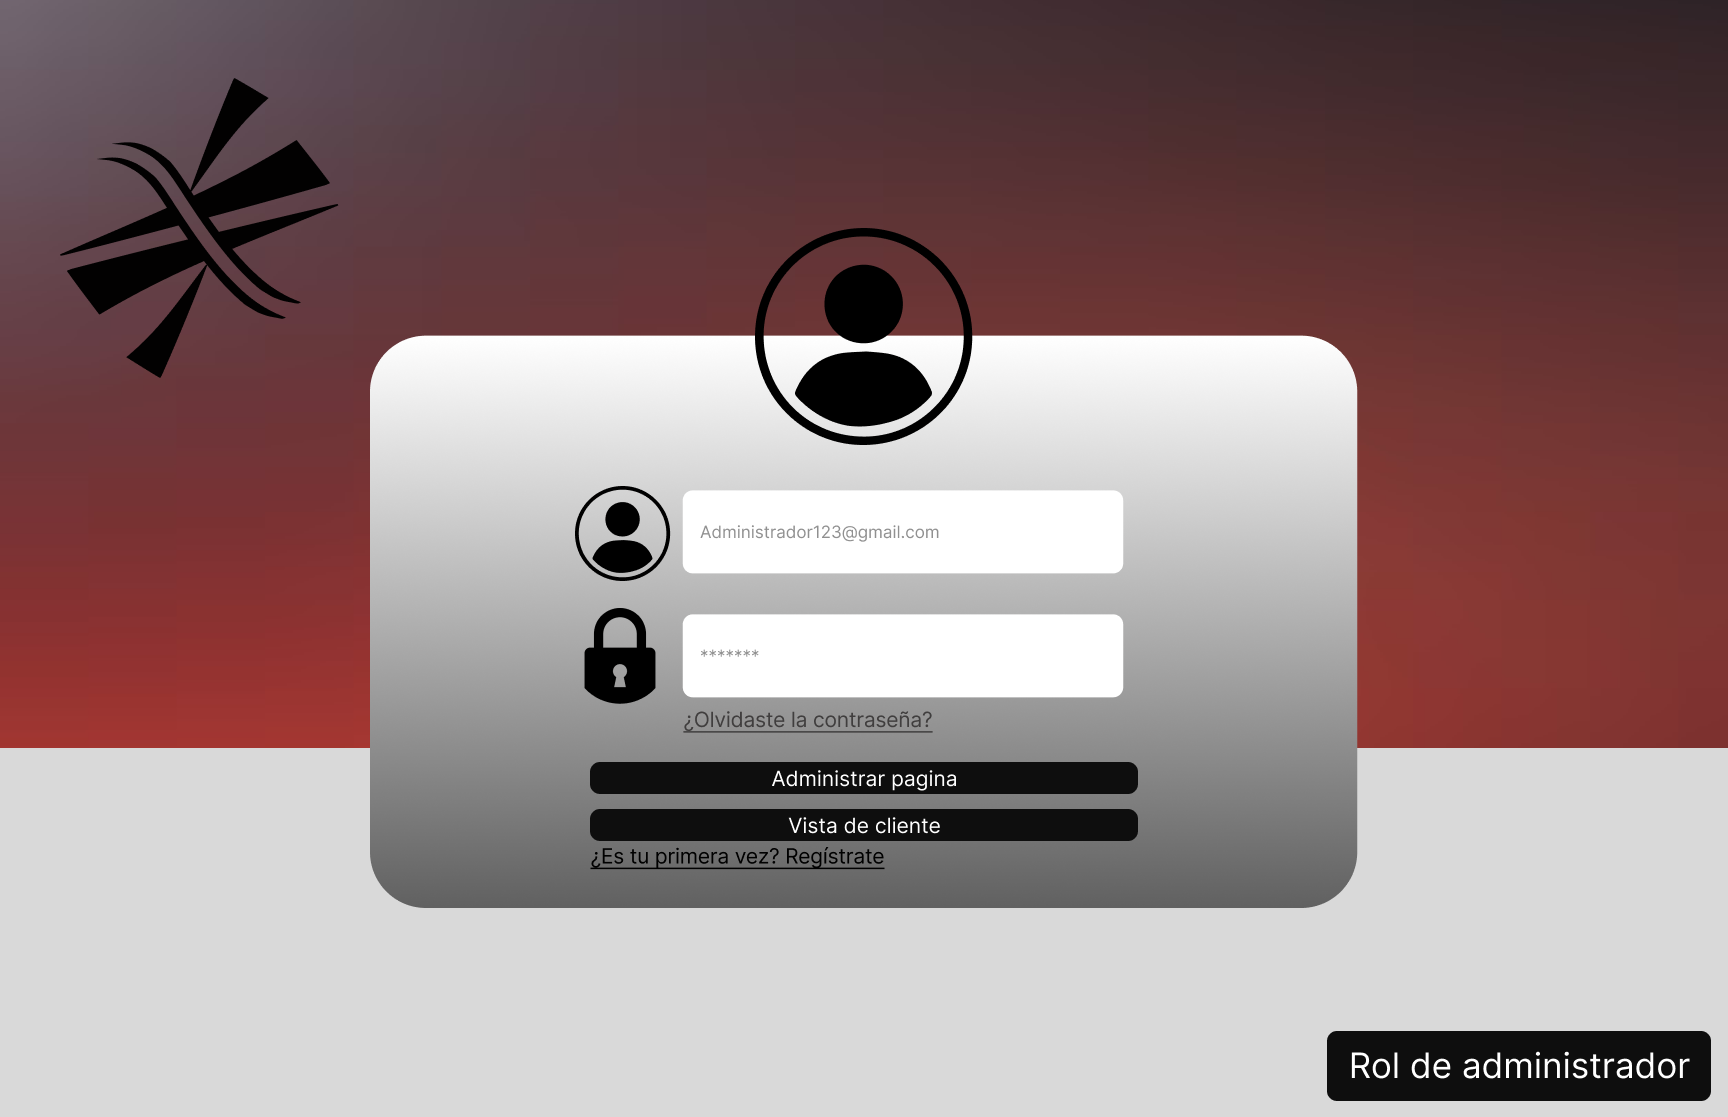 Administrador123@gmail.com
*******
¿Olvidaste la contraseña?
Administrar pagina
Vista de cliente
¿Es tu primera vez? Regístrate
Rol de administrador